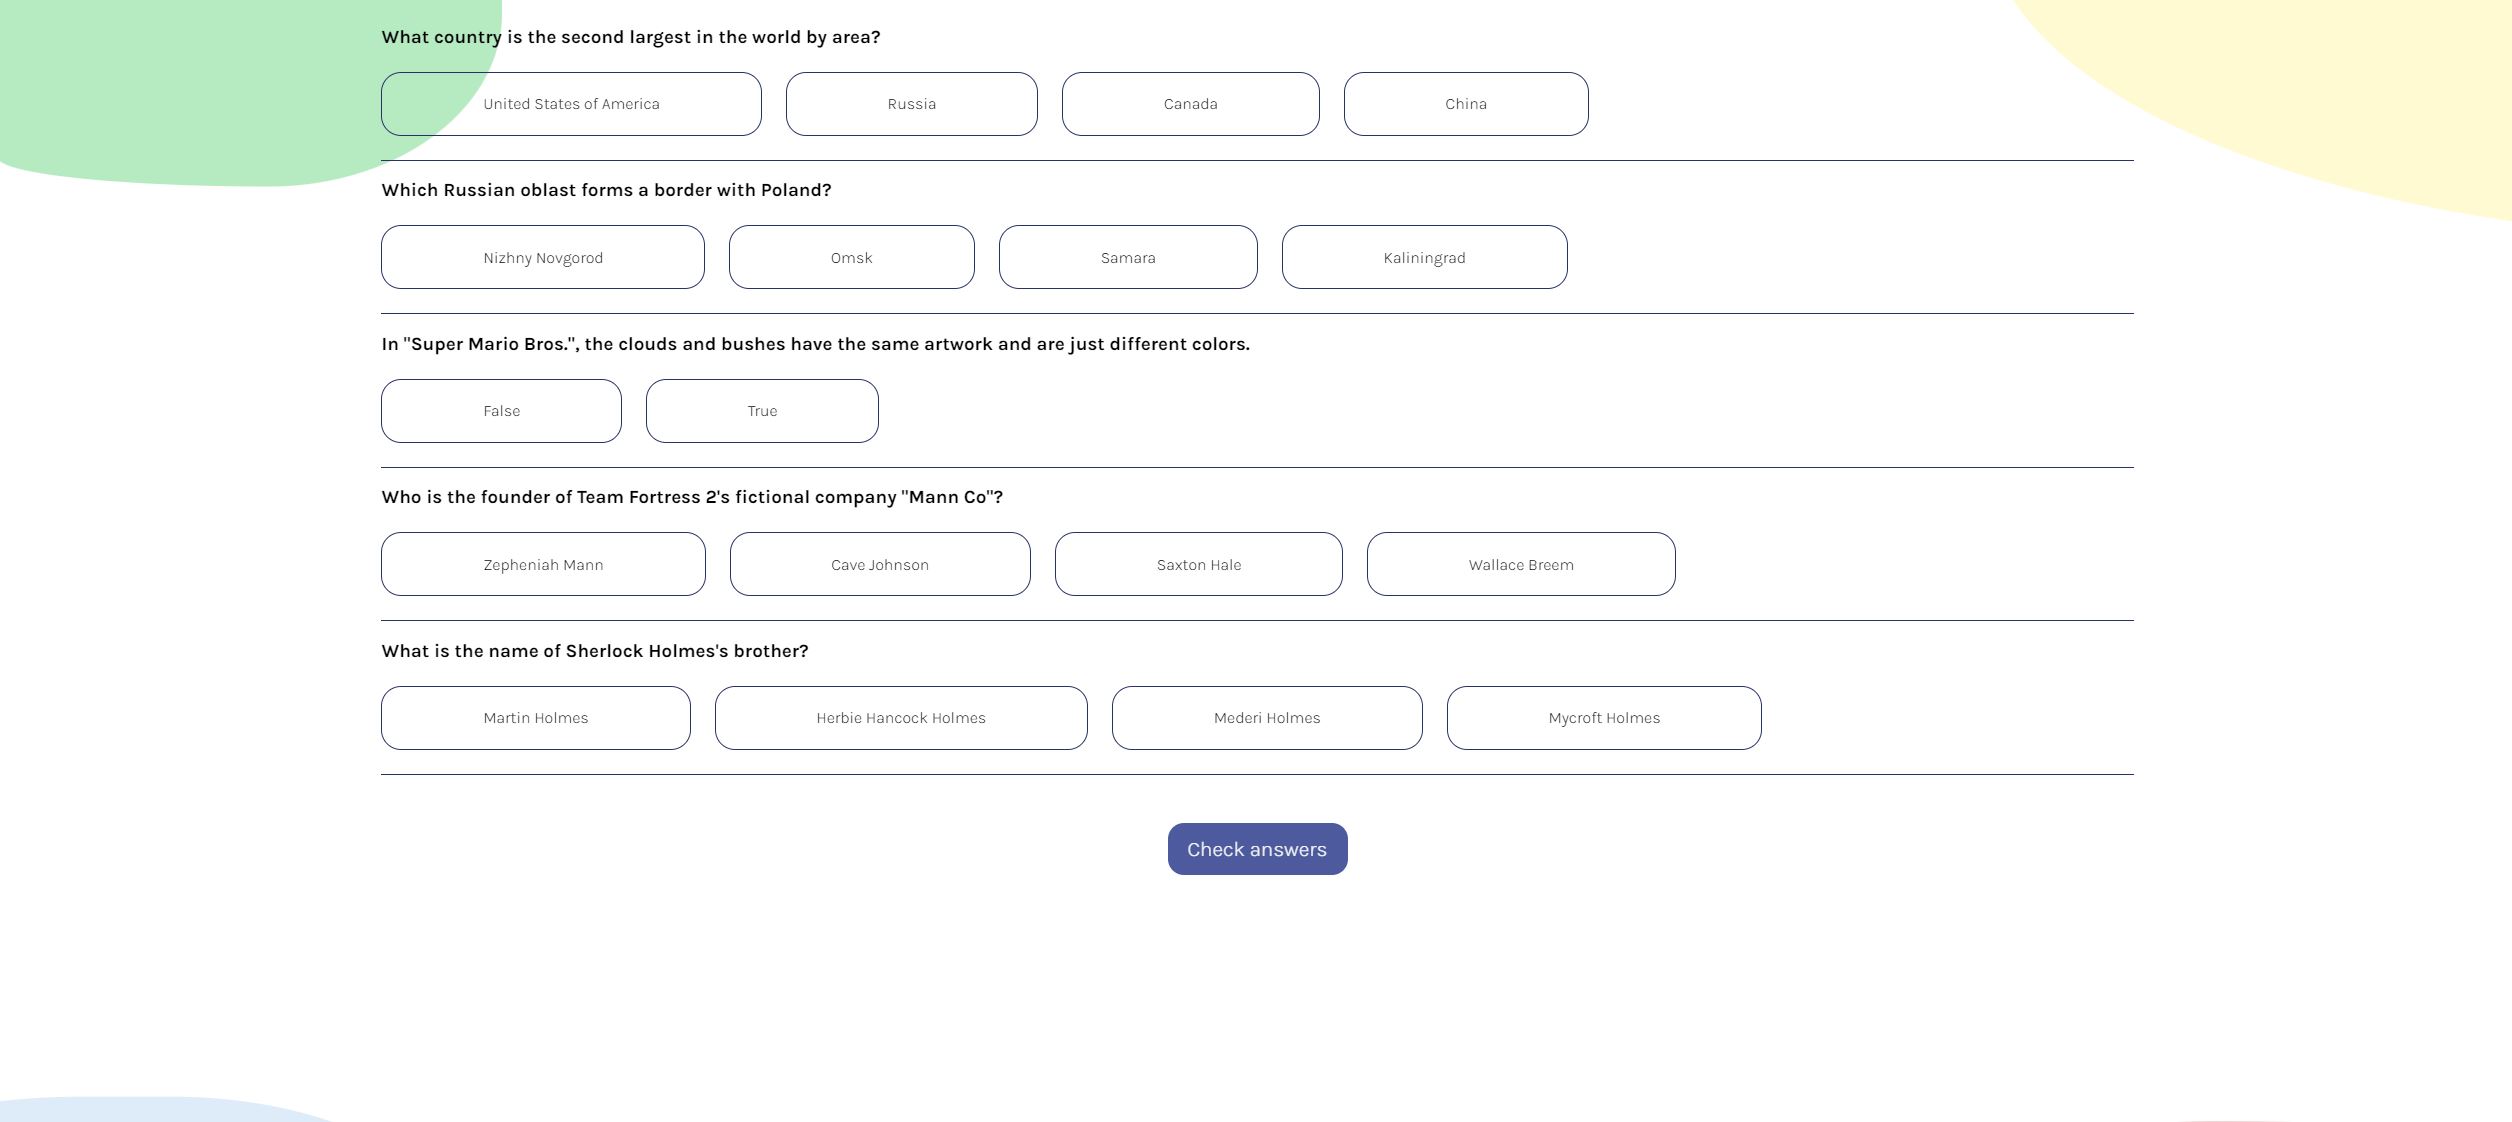 What country is the second largest in the world by area?
United States of America Russia Canada China
Which Russian oblast forms a border with Poland?
Nizhny Novgorod Omsk Samara Kaliningrad
In "Super Mario Bros.", the clouds and bushes have the same artwork and are just different colors.
False True
Who is the founder of Team Fortress 2's fictional company "Mann Co"?
Zepheniah Mann Cave Johnson Saxton Hale Wallace Breem
What is the name of Sherlock Holmes's brother?
Martin Holmes Herbie Hancock Holmes Mederi Holmes Mycroft Holmes
Check answers